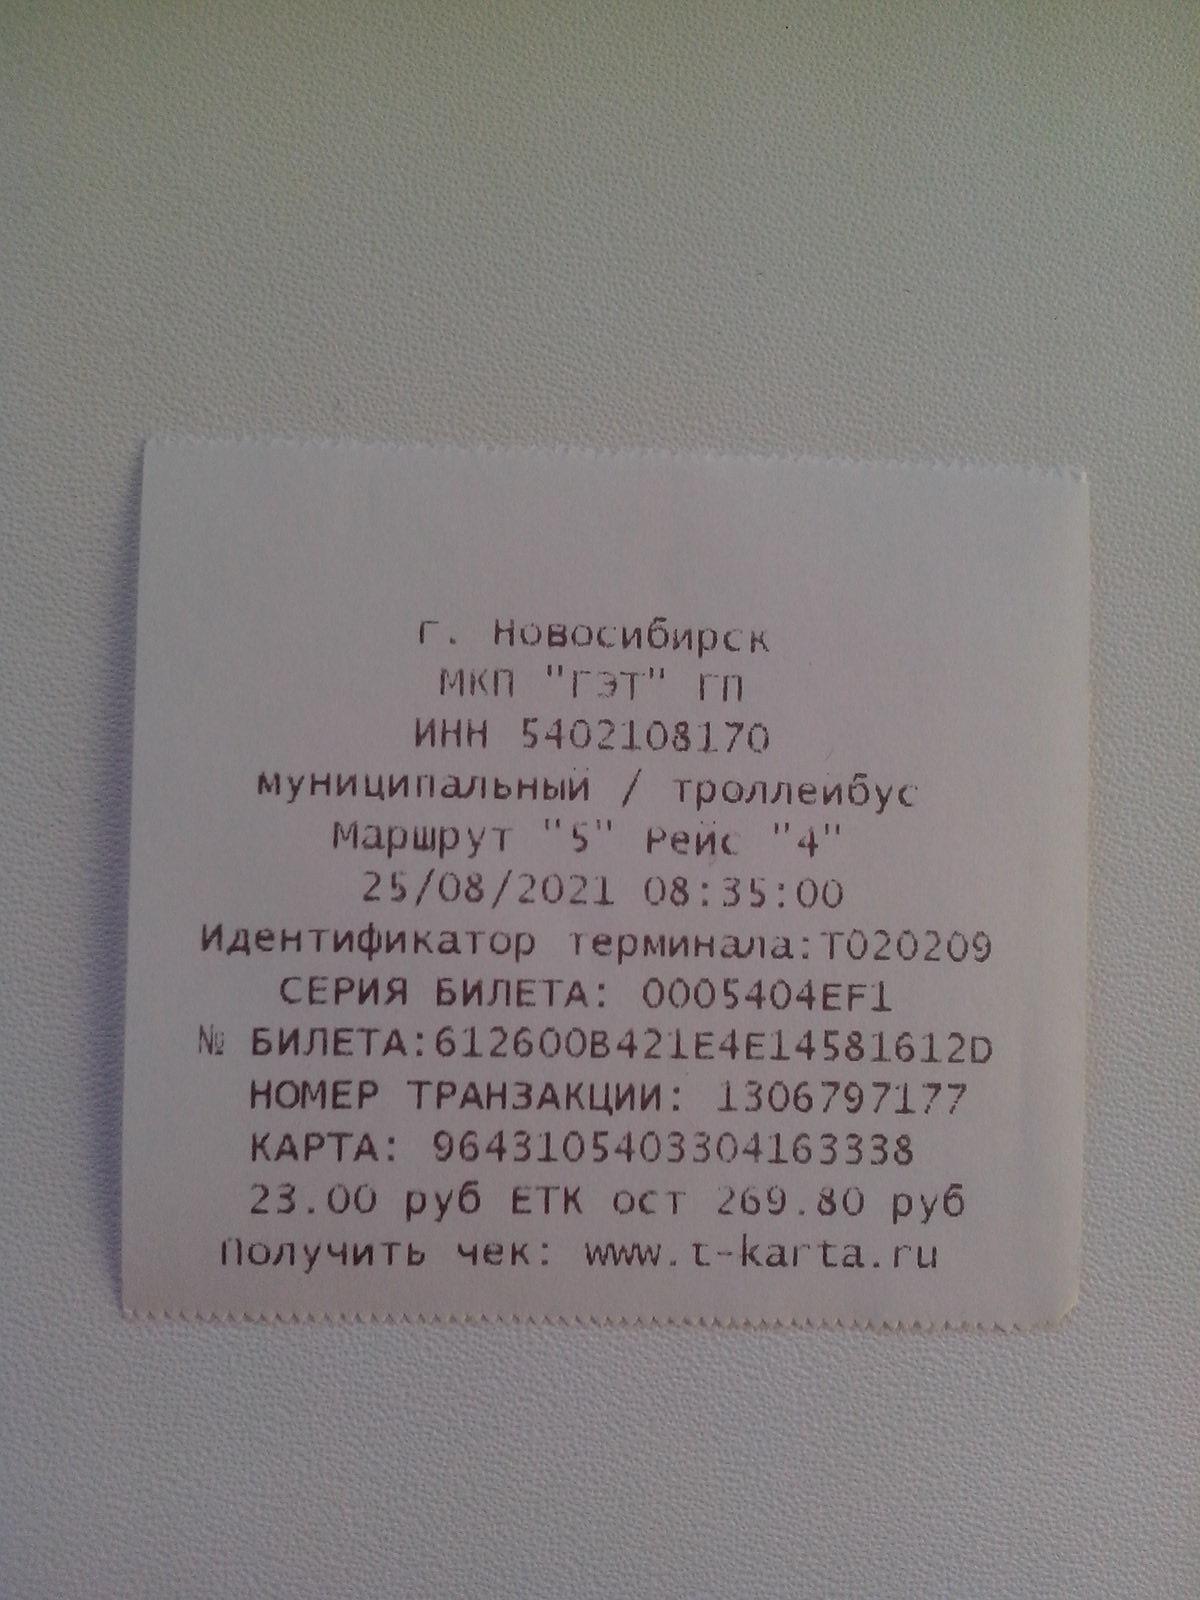 г. Новосибирск
МКП "ГЭТ" ГП
ИНН 5402108170
муниципальный / троллейбус
Маршрут "5" Рейс "4"
25/08/2021 08:35:00
Идентификатор терминала:T020209
СЕРИЯ БИЛЕТА: 0005404EF1
№ БИЛЕТА:612600B421E4E14581612D
НОМЕР ТРАНЗАКЦИИ: 1306797177
КАРТА: 9643105403304163338
23.00 руб ЕТК ост 269.80 руб
Получить чек: www.t-karta.ru